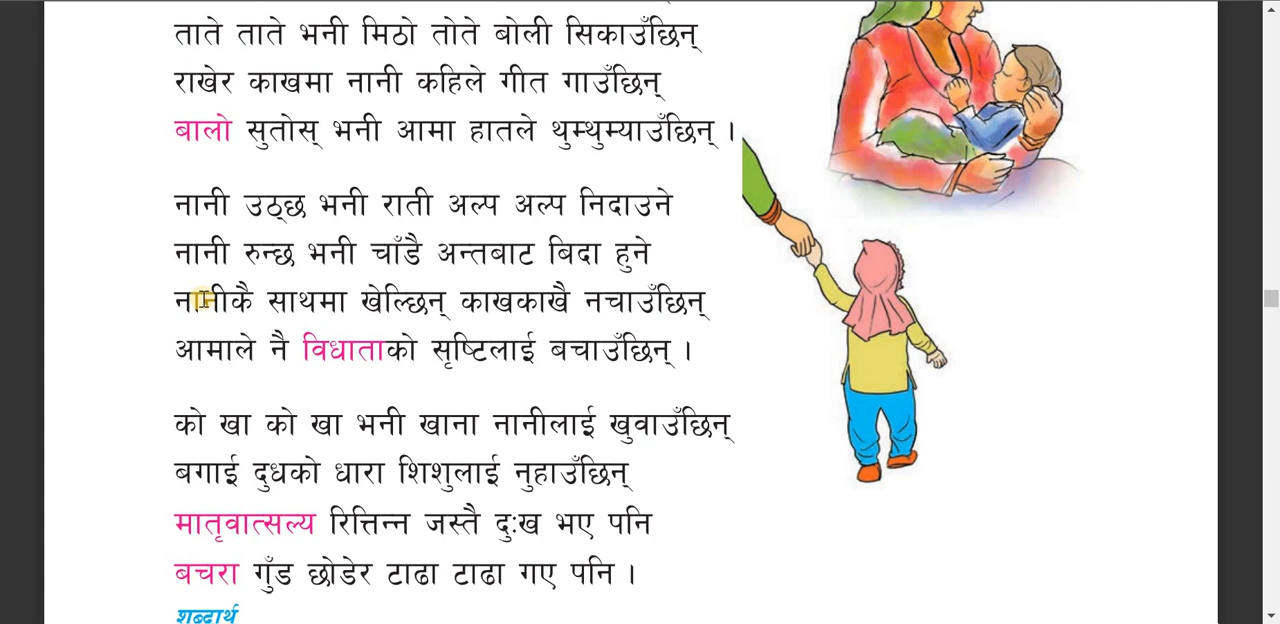 ताते ताते भनी मिठो तोते बोली सिकाउँछिन्
राखेर काखमा नानी कहिले गीत गाउँछिन्
बालो सुतोस् भनी आमा हातले थुम्थुम्याउँछिन् ।
नानी उठ्छ भनी राती अल्प अल्प निदाउने
नानी रुन्छ भनी चाँडै अन्तबाट बिदा हुने
नानीकै साथमा खेल्छिन् काखकाखै नचाउँछिन्
आमाले नै विधाताको सृष्टिलाई बचाउँछिन् ।
को खा को खा भनी खाना नानीलाई खुवाउँछिन्
बगाई दुधको धारा शिशुलाई नुहाउँछिन्
मातृवात्सल्य रित्तिन्न जस्तै दुःख भए पनि
बचरा गुँड छोडेर टाढा टाढा गए पनि ।
शब्दार्थ